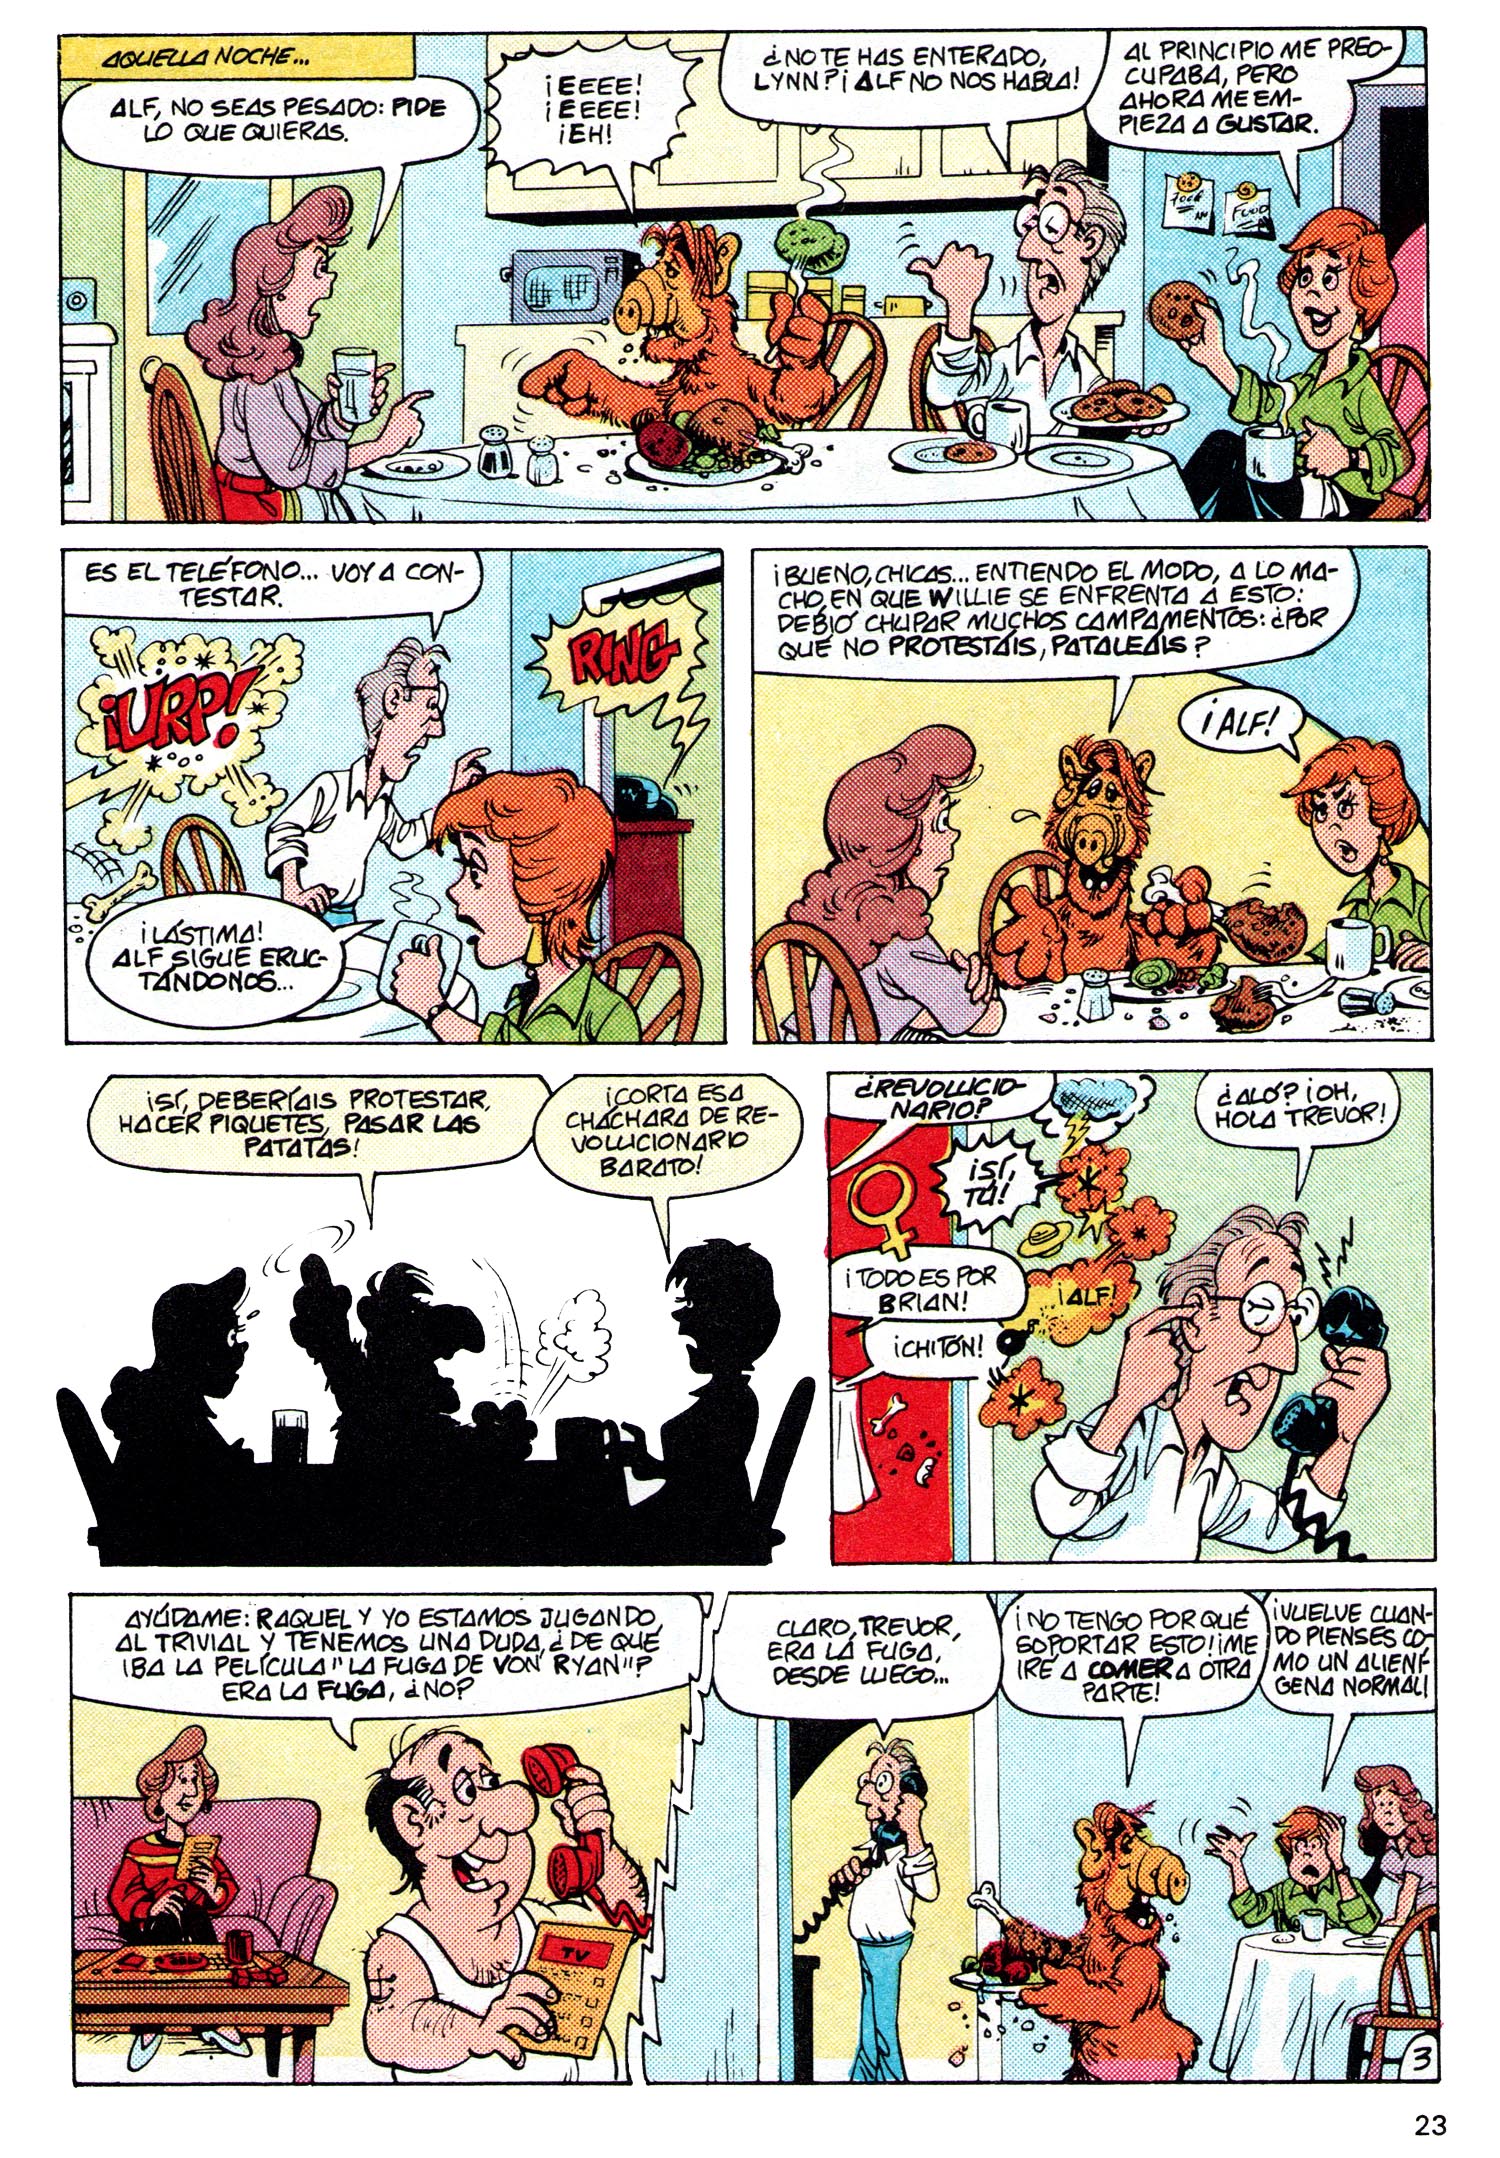 AQUELLA NOCHE...
ALF, NO SEAS PESADO: PIDE
LO QUE QUIERAS.
¡EEEE!
¡EEEE!
¡EH!
¿NO TE HAS ENTERADO,
LYNN? ¡ALF NO NOS HABLA!
AL PRINCIPIO ME PREO-
CUPABA, PERO
AHORA ME EM-
PIEZA A GUSTAR.
FOOD
FOOD
ES EL TELÉFONO... VOY A CON-
TESTAR.
¡URP!
RING
¡LÁSTIMA!
ALF SIGUE ERUC-
TÁNDONOS...
¡BUENO, CHICAS... ENTIENDO EL MODO, A LO MA-
CHO, EN QUE WILLIE SE ENFRENTA A ESTO:
DEBIÓ CHUPAR MUCHOS CAMPAMENTOS: ¿POR
QUÉ NO PROTESTÁIS, PATALEÁIS?
¡ALF!
¡SÍ, DEBERÍAIS PROTESTAR,
HACER PIQUETES, PASAR LAS
PATATAS!
¡CORTA ESA
CHÁCHARA DE RE-
VOLUCIONARIO
BARATO!
¿REVOLUCIO-
NARIO?
¡SÍ,
TÚ!
¡TODO ES POR
BRIAN!
¡ALF!
¡CHITÓN!
¿ALÓ? ¡OH,
HOLA TREVOR!
AYÚDAME: RAQUEL Y YO ESTAMOS JUGANDO
AL TRIVIAL Y TENEMOS UNA DUDA, ¿DE QUÉ
IBA LA PELÍCULA "LA FUGA DE VON RYAN"?
ERA LA FUGA, ¿NO?
TV
CLARO, TREVOR,
ERA LA FUGA,
DESDE LUEGO...
¡NO TENGO POR QUÉ
SOPORTAR ESTO! ¡ME
IRÉ A COMER A OTRA
PARTE!
¡VUELVE CUAN-
DO PIENSES CO-
MO UN ALIENÍ-
GENA NORMAL!
3
23